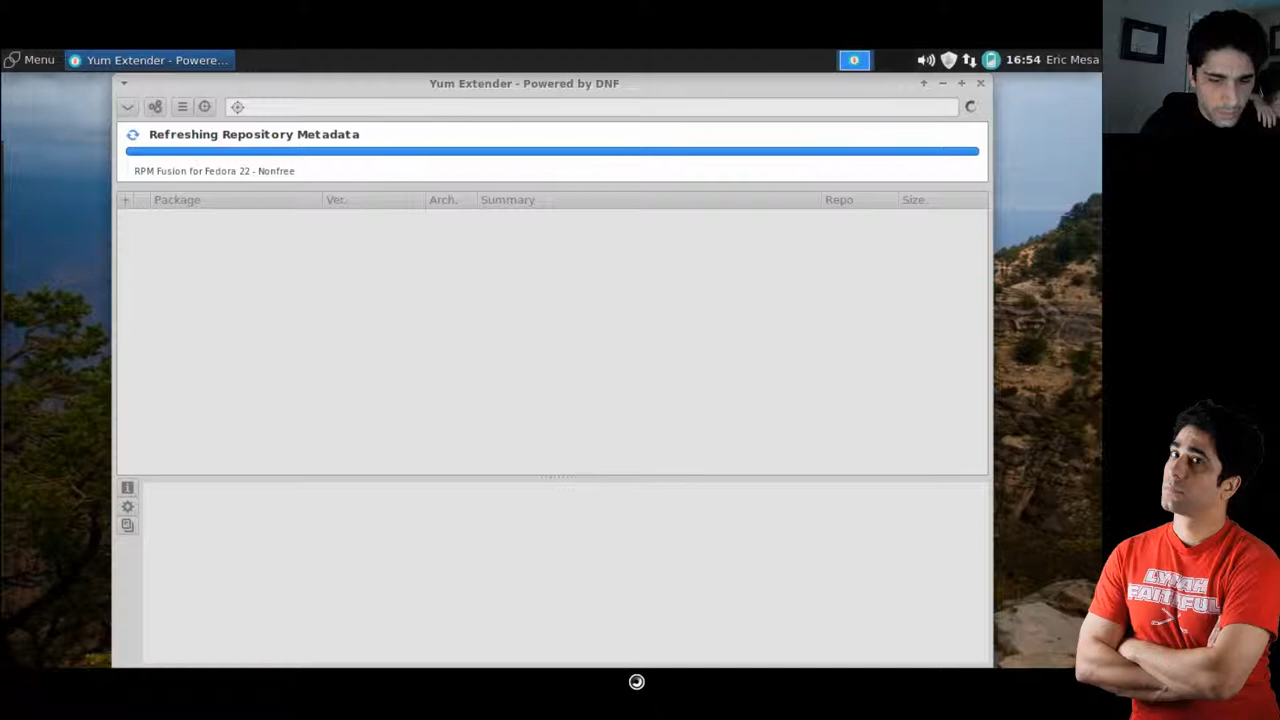 Menu
Yum Extender - Powere...
16:54 Eric Mesa
Yum Extender - Powered by DNF
Refreshing Repository Metadata
RPM Fusion for Fedora 22 - Nonfree
+ Package Ver. Arch. Summary Repo Size.
FAITHFUL